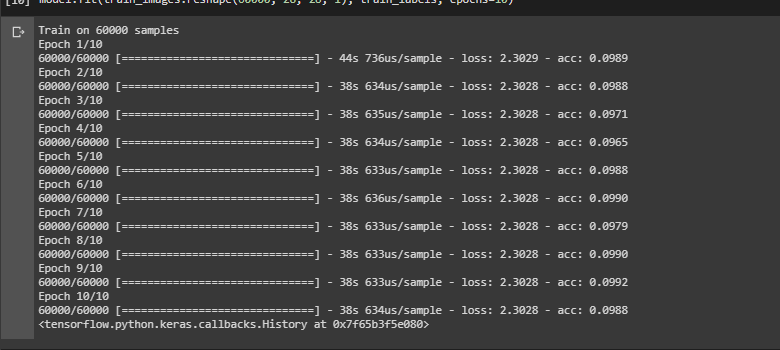 [10] model.fit(train_images.reshape(60000, 28, 28, 1), train_labels, epochs=10)
Train on 60000 samples
Epoch 1/10
60000/60000 [==============================] - 44s 736us/sample - loss: 2.3029 - acc: 0.0989
Epoch 2/10
60000/60000 [==============================] - 38s 634us/sample - loss: 2.3028 - acc: 0.0988
Epoch 3/10
60000/60000 [==============================] - 38s 635us/sample - loss: 2.3028 - acc: 0.0971
Epoch 4/10
60000/60000 [==============================] - 38s 634us/sample - loss: 2.3028 - acc: 0.0965
Epoch 5/10
60000/60000 [==============================] - 38s 633us/sample - loss: 2.3028 - acc: 0.0988
Epoch 6/10
60000/60000 [==============================] - 38s 636us/sample - loss: 2.3028 - acc: 0.0990
Epoch 7/10
60000/60000 [==============================] - 38s 633us/sample - loss: 2.3028 - acc: 0.0979
Epoch 8/10
60000/60000 [==============================] - 38s 633us/sample - loss: 2.3028 - acc: 0.0990
Epoch 9/10
60000/60000 [==============================] - 38s 633us/sample - loss: 2.3028 - acc: 0.0992
Epoch 10/10
60000/60000 [==============================] - 38s 634us/sample - loss: 2.3028 - acc: 0.0988
<tensorflow.python.keras.callbacks.History at 0x7f65b3f5e080>